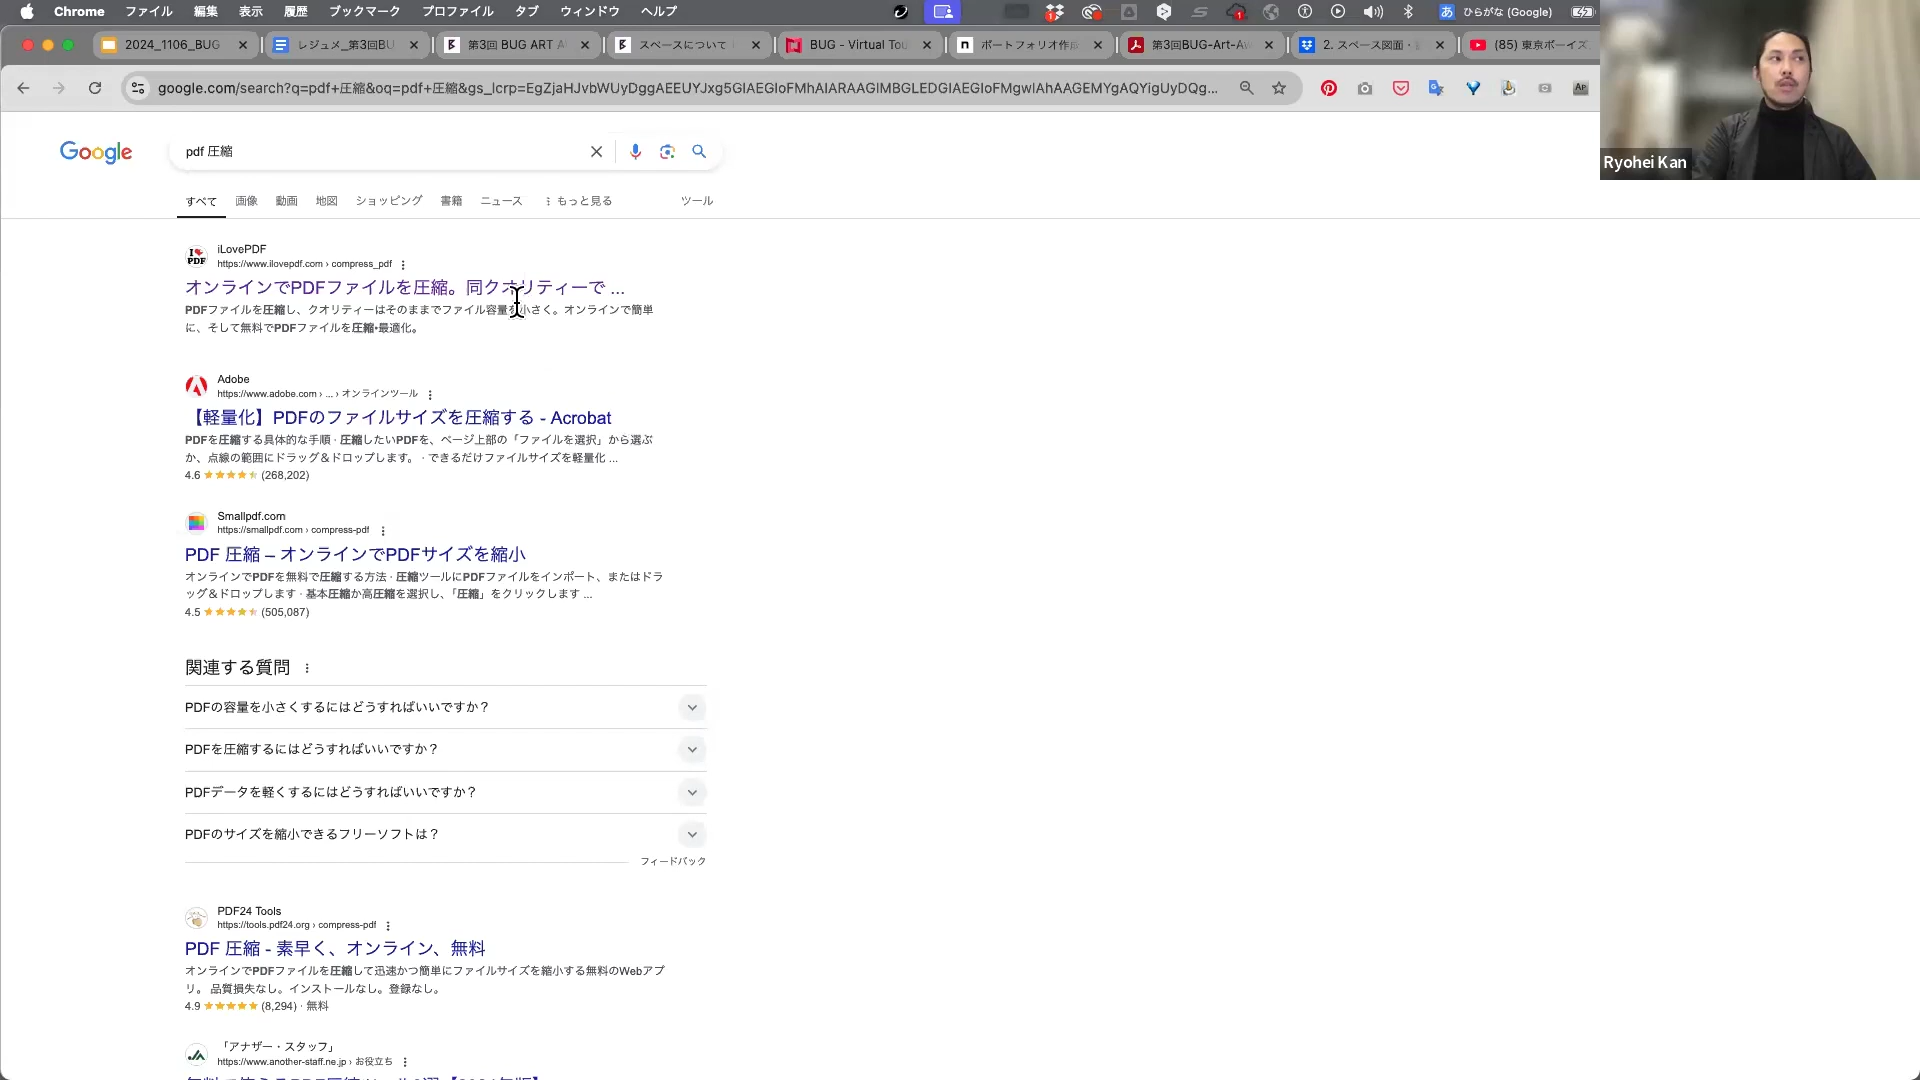 Chrome ファイル 編集 表示 履歴 ブックマーク プロファイル タブ ウィンドウ ヘルプ
あ ひらがな (Google)
2024_1106_BUG
レジュメ_第3回BU
第3回 BUG ART A
スペースについて
BUG - Virtual Tou
ポートフォリオ作成
第3回BUG-Art-Aw
2. スペース図面・
(85) 東京ボーイズ
google.com/search?q=pdf+圧縮&oq=pdf+圧縮&gs_lcrp=EgZjaHJvbWUyDggAEEUYJxg5GIAEGIoFMhAIARAAGIMBGLEDGIAEGIoFMgwIAhAAGEMYgAQYigUyDQg...
Ryohei Kan
Google
pdf 圧縮
すべて 画像 動画 地図 ショッピング 書籍 ニュース もっと見る ツール
I PDF
iLovePDF
https://www.ilovepdf.com › compress_pdf
オンラインでPDFファイルを圧縮。同クオリティーで ...
PDFファイルを圧縮し、クオリティーはそのままでファイル容量を小さく。オンラインで簡単
に、そして無料でPDFファイルを圧縮•最適化。
Adobe
https://www.adobe.com › ... › オンラインツール
【軽量化】PDFのファイルサイズを圧縮する - Acrobat
PDFを圧縮する具体的な手順 · 圧縮したいPDFを、ページ上部の「ファイルを選択」から選ぶ
か、点線の範囲にドラッグ＆ドロップします。 · できるだけファイルサイズを軽量化 ...
4.6 (268,202)
Smallpdf.com
https://smallpdf.com › compress-pdf
PDF 圧縮 – オンラインでPDFサイズを縮小
オンラインでPDFを無料で圧縮する方法 · 圧縮ツールにPDFファイルをインポート、またはドラ
ッグ＆ドロップします · 基本圧縮か高圧縮を選択し、「圧縮」をクリックします ...
4.5 (505,087)
関連する質問
PDFの容量を小さくするにはどうすればいいですか？
PDFを圧縮するにはどうすればいいですか？
PDFデータを軽くするにはどうすればいいですか？
PDFのサイズを縮小できるフリーソフトは？
フィードバック
PDF24 Tools
https://tools.pdf24.org › compress-pdf
PDF 圧縮 - 素早く、オンライン、無料
オンラインでPDFファイルを圧縮して迅速かつ簡単にファイルサイズを縮小する無料のWebアプ
リ。 品質損失なし。インストールなし。登録なし。
4.9 (8,294) · 無料
「アナザー・スタッフ」
https://www.another-staff.ne.jp › お役立ち